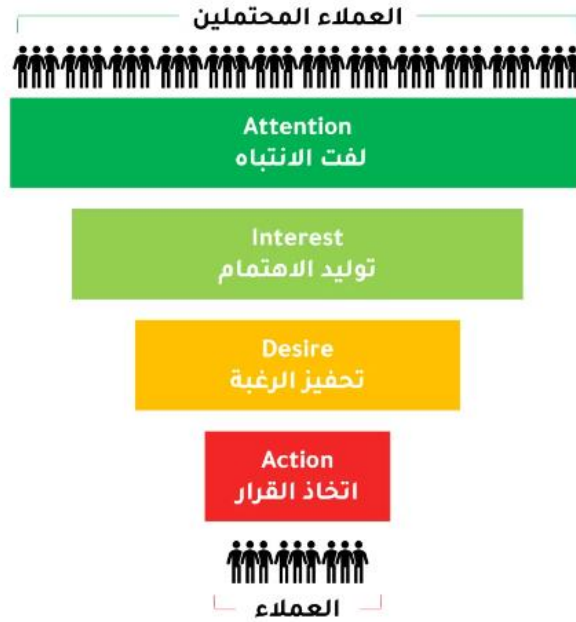 العملاء المحتملين
Attention
لفت الانتباه
Interest
توليد الاهتمام
Desire
تحفيز الرغبة
Action
اتخاذ القرار
العملاء